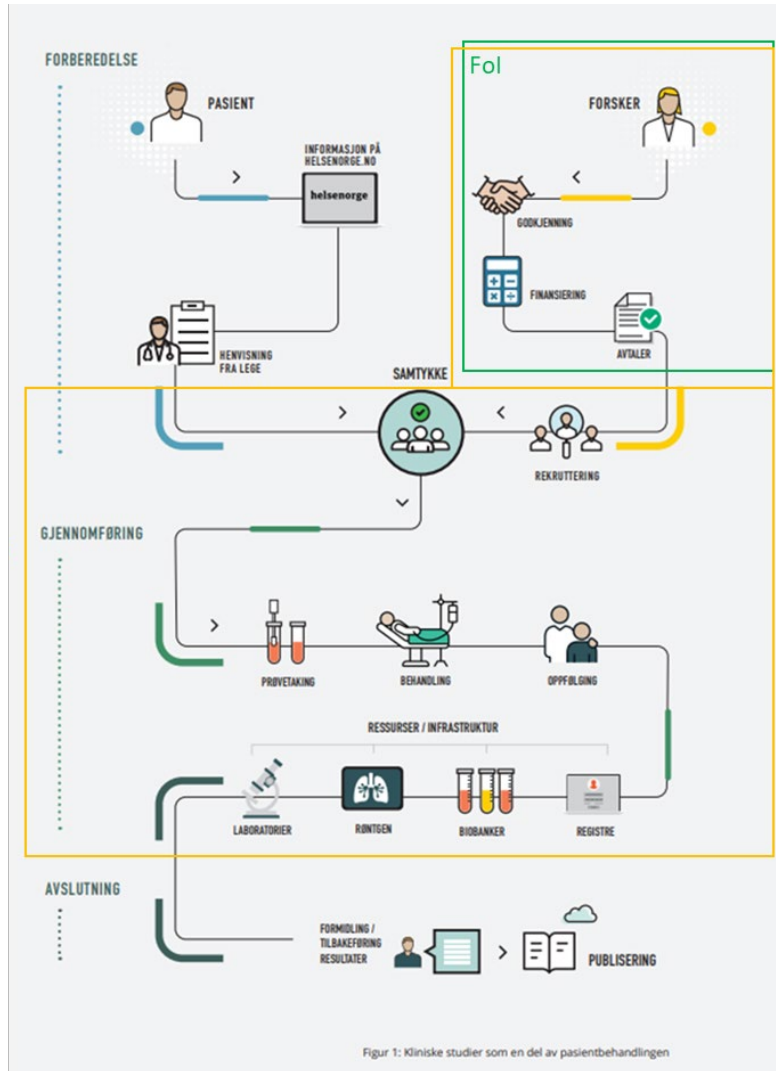 FORBEREDELSE
PASIENT
INFORMASJON PÅ
HELSENORGE.NO
helsenorge
HENVISNING
FRA LEGE
FoI
FORSKER
GODKJENNING
FINANSIERING
AVTALER
SAMTYKKE
REKRUTTERING
GJENNOMFØRING
PRØVETAKING
BEHANDLING
OPPFØLGING
RESSURSER / INFRASTRUKTUR
LABORATORIER
RØNTGEN
BIOBANKER
REGISTRE
AVSLUTNING
FORMIDLING /
TILBAKEFØRING
RESULTATER
PUBLISERING
Figur 1: Kliniske studier som en del av pasientbehandlingen